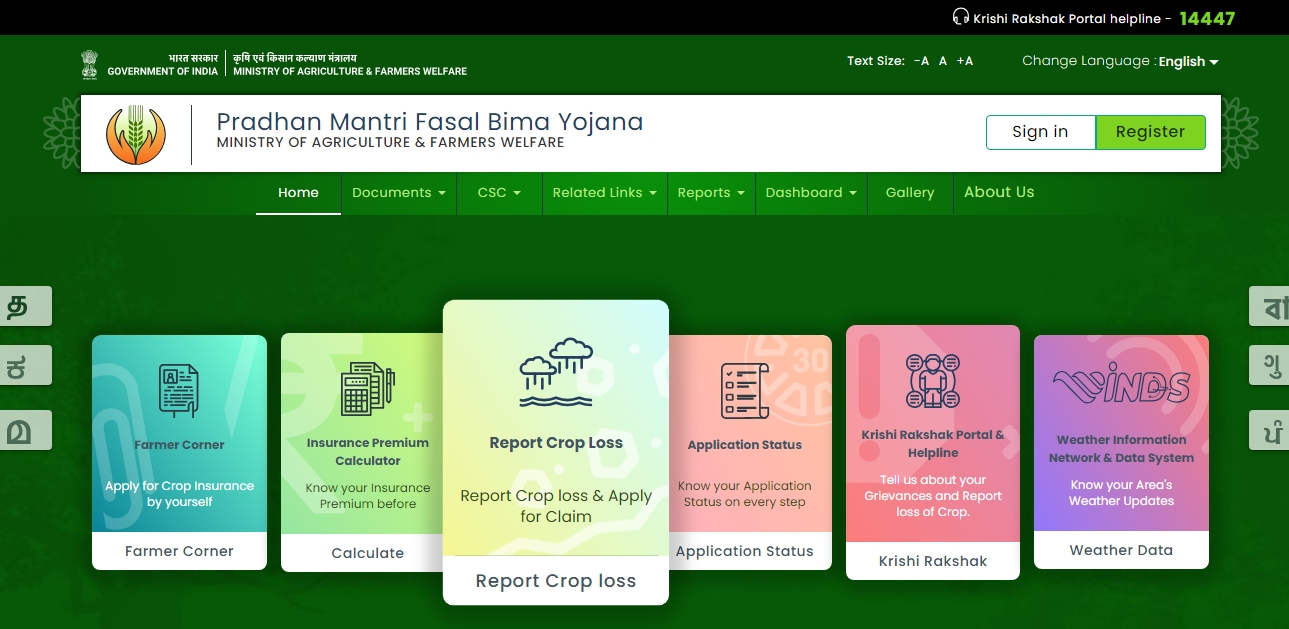 Krishi Rakshak Portal helpline - 14447
भारत सरकार
GOVERNMENT OF INDIA
कृषि एवं किसान कल्याण मंत्रालय
MINISTRY OF AGRICULTURE & FARMERS WELFARE
Text Size: -A A +A
Change Language : English
Pradhan Mantri Fasal Bima Yojana
MINISTRY OF AGRICULTURE & FARMERS WELFARE
Sign in
Register
Home
Documents
CSC
Related Links
Reports
Dashboard
Gallery
About Us
த
ಕ
മ
Farmer Corner
Apply for Crop Insurance
by yourself
Farmer Corner
Insurance Premium
Calculator
Know your Insurance
Premium before
Calculate
Report Crop Loss
Report Crop loss & Apply
for Claim
Report Crop loss
30
Application Status
Know your Application
Status on every step
Application Status
Krishi Rakshak Portal &
Helpline
Tell us about your
Grievances and Report
loss of Crop.
Krishi Rakshak
WINDS
Weather Information
Network & Data System
Know your Area's
Weather Updates
Weather Data
ગુ
ਪੰ